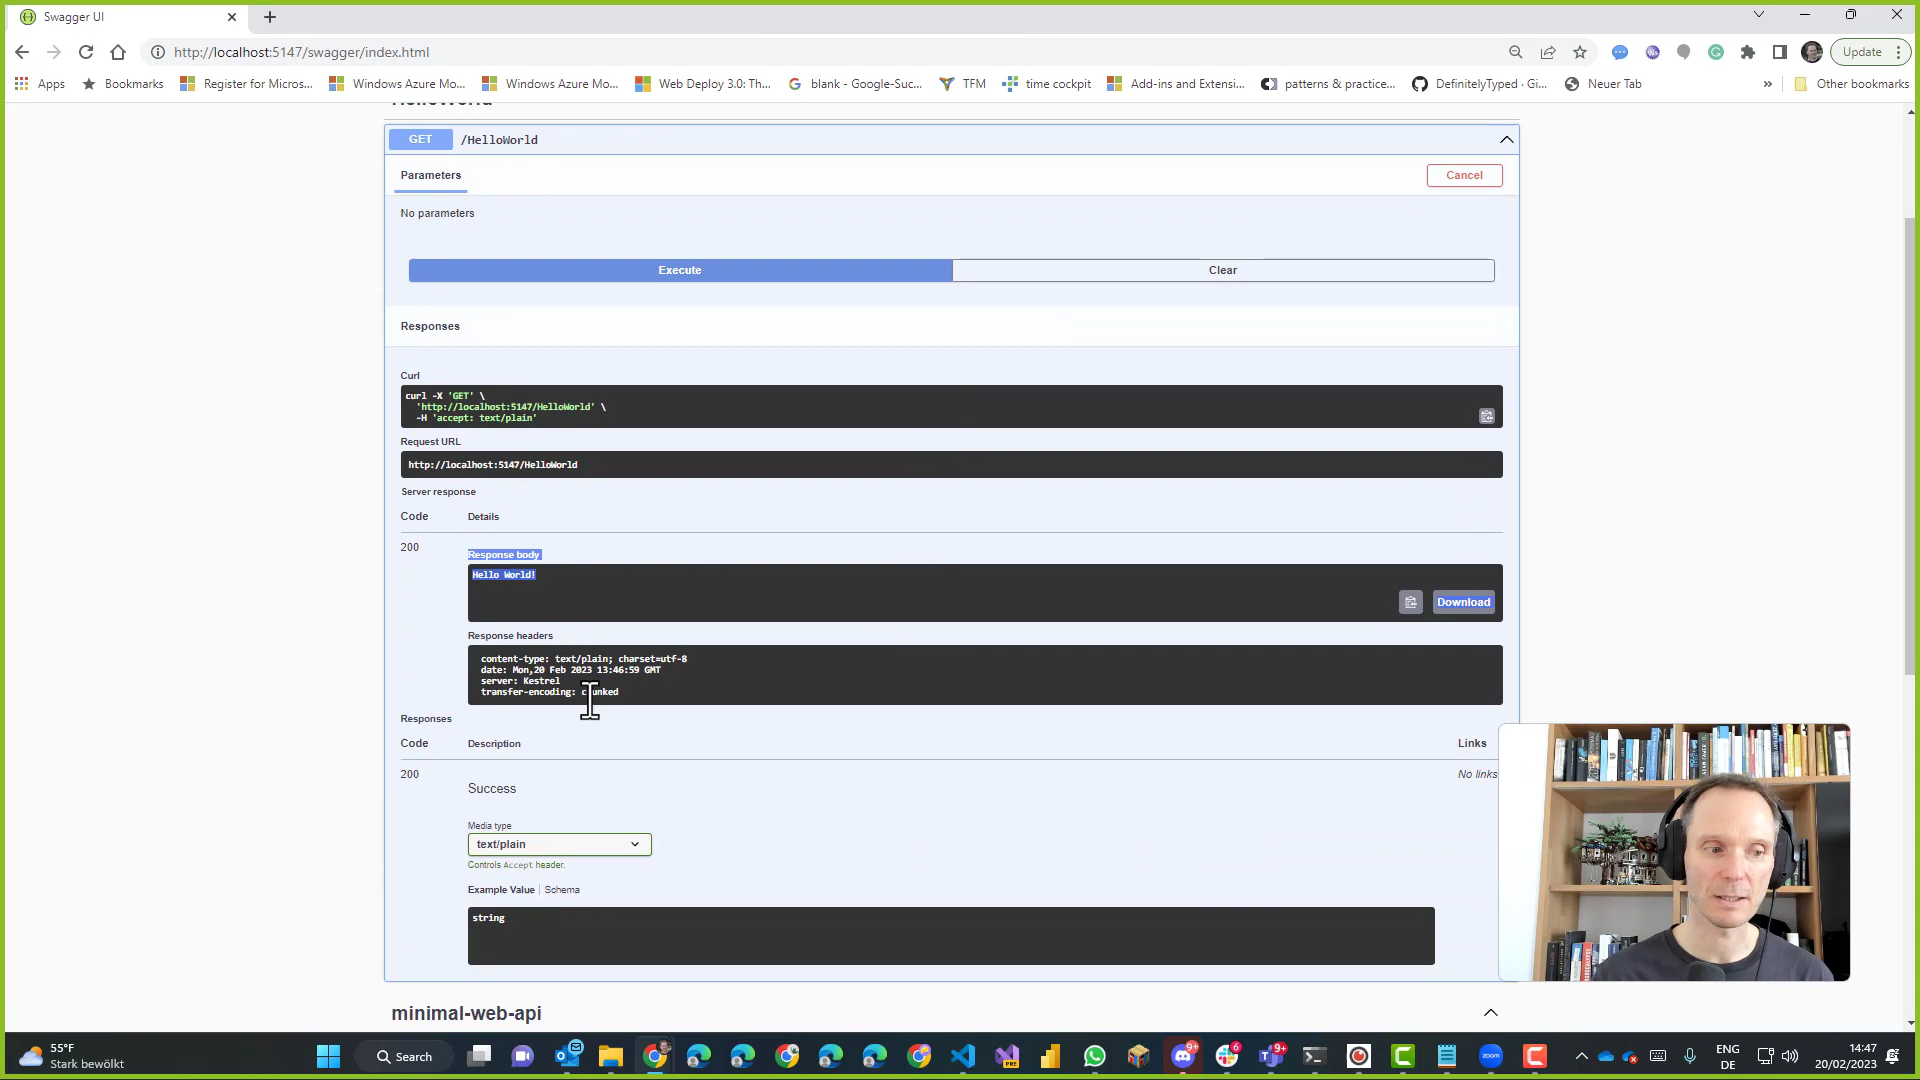 Swagger UI
http://localhost:5147/swagger/index.html
Update
Apps
Bookmarks
Register for Micros...
Windows Azure Mo...
Windows Azure Mo...
Web Deploy 3.0: Th...
blank - Google-Suc...
TFM
time cockpit
Add-ins and Extensi...
patterns & practice...
DefinitelyTyped · Gi...
Neuer Tab
»
Other bookmarks
HelloWorld
GET
/HelloWorld
Parameters
Cancel
No parameters
Execute
Clear
Responses
Curl
curl -X 'GET' \
'http://localhost:5147/HelloWorld' \
-H 'accept: text/plain'
Request URL
http://localhost:5147/HelloWorld
Server response
Code
Details
200
Response body
Hello World!
Download
Response headers
content-type: text/plain; charset=utf-8
date: Mon,20 Feb 2023 13:46:59 GMT
server: Kestrel
transfer-encoding: chunked
Responses
Code
Description
Links
200
Success
No links
Media type
text/plain
Controls Accept header.
Example Value
Schema
string
minimal-web-api
55°F
Stark bewölkt
Search
PRE
9+
6
9+
zoom
ENG
DE
14:47
20/02/2023